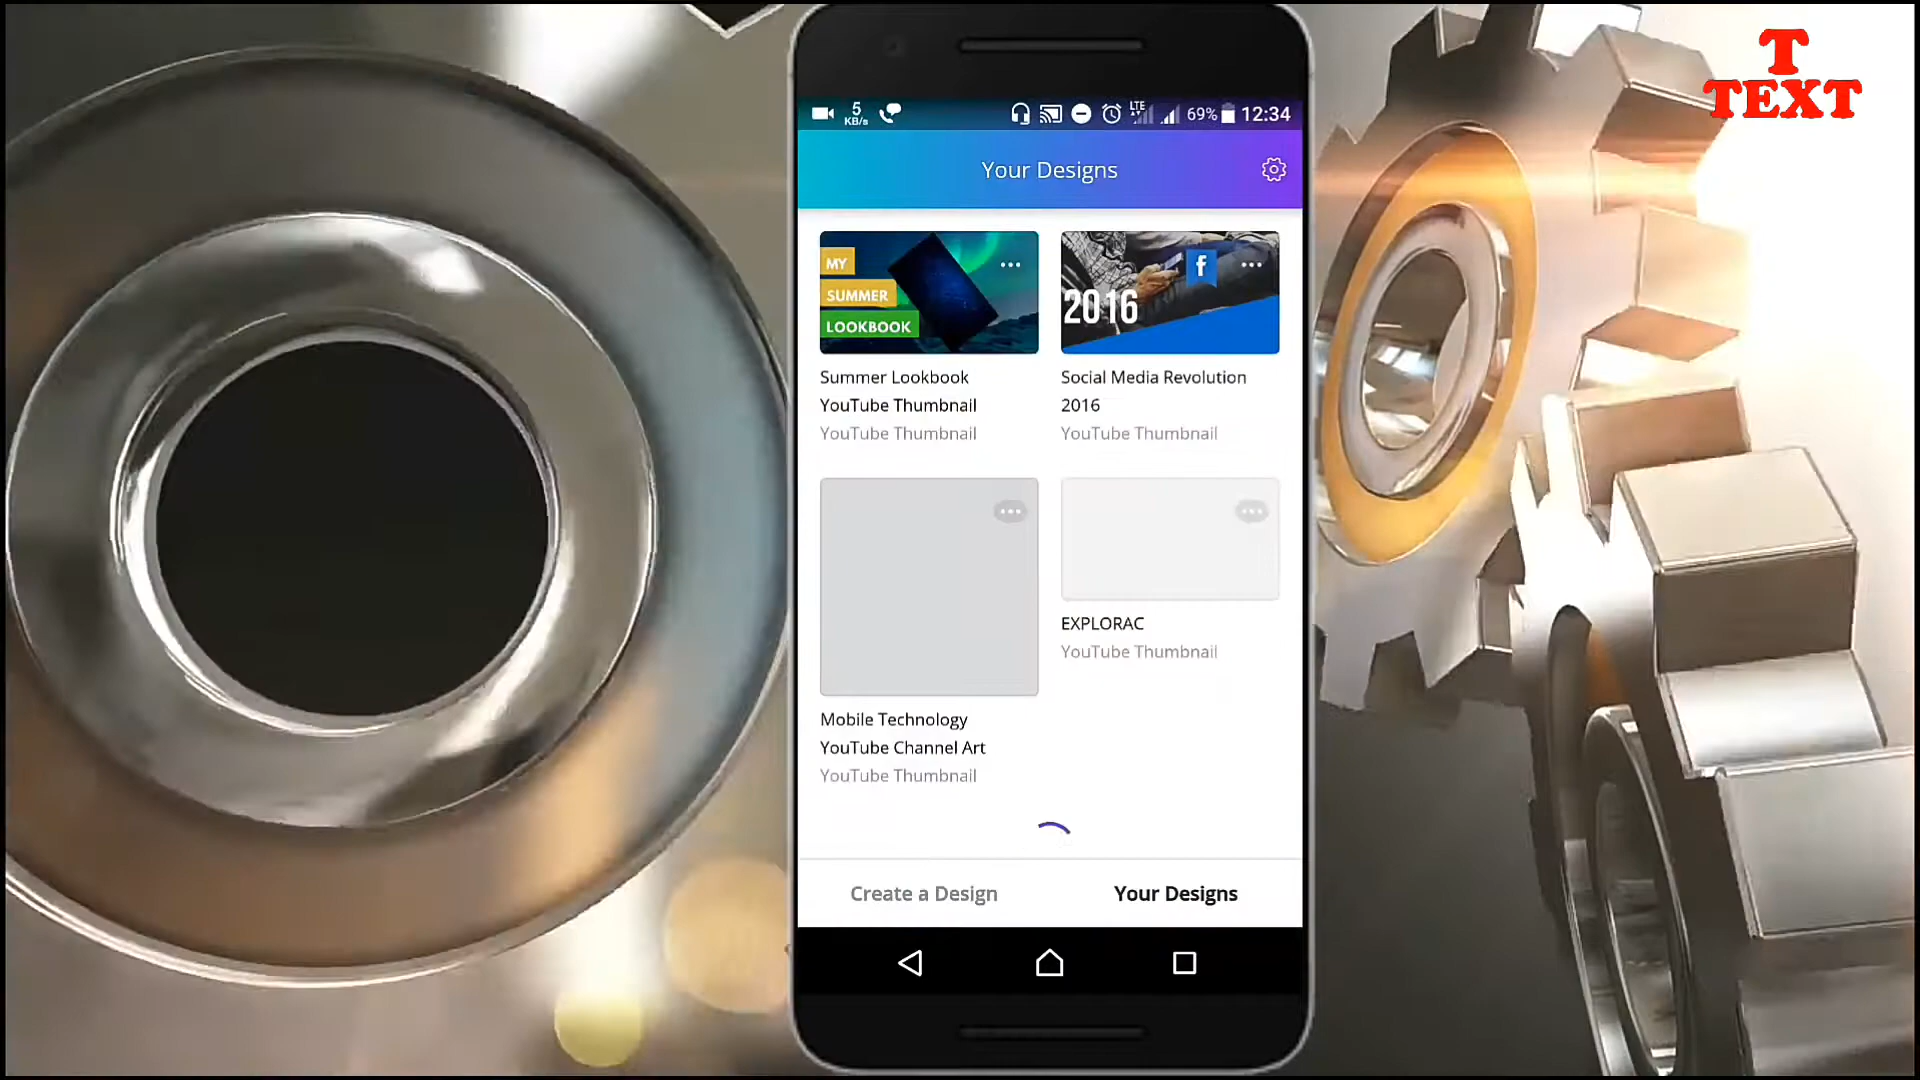 T
TEXT
5
KB/s
LTE
69%
12:34
Your Designs
MY
SUMMER
LOOKBOOK
2016
f
Summer Lookbook
YouTube Thumbnail
YouTube Thumbnail
Social Media Revolution
2016
YouTube Thumbnail
EXPLORAC
YouTube Thumbnail
Mobile Technology
YouTube Channel Art
YouTube Thumbnail
Create a Design
Your Designs